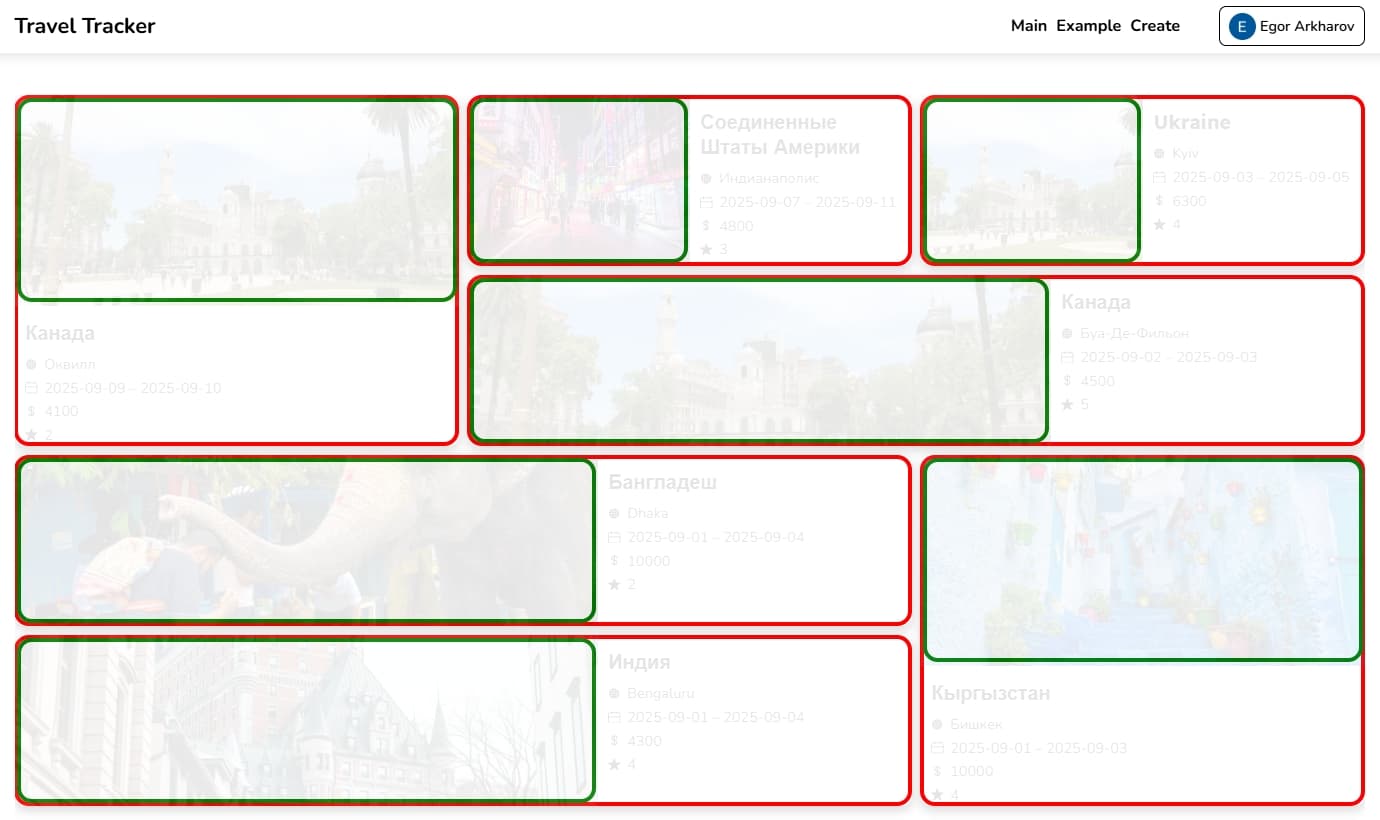 Travel Tracker
Main Example Create
E Egor Arkharov
Канада
Оквилл
2025-09-09 – 2025-09-10
$ 4100
2
Соединенные
Штаты Америки
Индианаполис
2025-09-07 – 2025-09-11
$ 4800
3
Ukraine
Kyiv
2025-09-03 – 2025-09-05
$ 6300
4
Канада
Буа-Де-Фильон
2025-09-02 – 2025-09-03
$ 4500
5
Бангладеш
Dhaka
2025-09-01 – 2025-09-04
$ 10000
2
Индия
Bengaluru
2025-09-01 – 2025-09-04
$ 4300
4
Кыргызстан
Бишкек
2025-09-01 – 2025-09-03
$ 10000
4